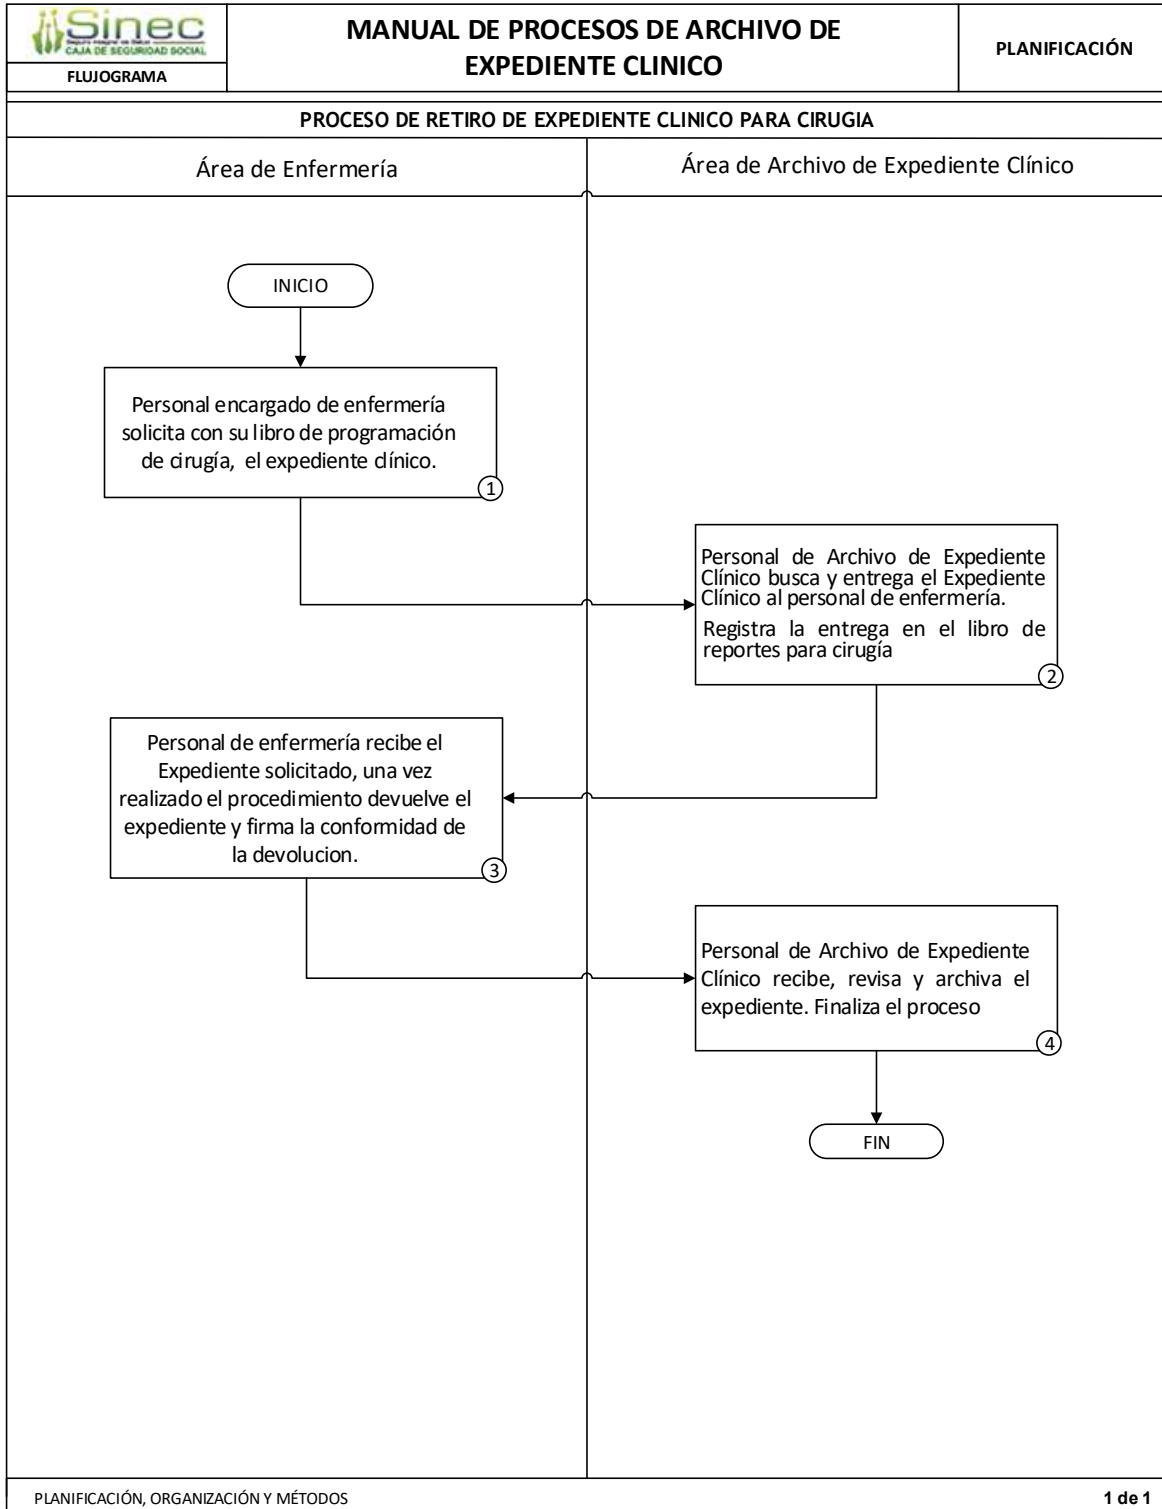 Sinec
Seguro Integral de Salud
CAJA DE SEGURIDAD SOCIAL
FLUJOGRAMA
MANUAL DE PROCESOS DE ARCHIVO DE
EXPEDIENTE CLINICO
PLANIFICACIÓN
PROCESO DE RETIRO DE EXPEDIENTE CLINICO PARA CIRUGIA
Área de Enfermería
Área de Archivo de Expediente Clínico
INICIO
Personal encargado de enfermería
solicita con su libro de programación
de cirugía, el expediente clínico.
1
Personal de Archivo de Expediente
Clínico busca y entrega el Expediente
Clínico al personal de enfermería.
Registra la entrega en el libro de
reportes para cirugía
2
Personal de enfermería recibe el
Expediente solicitado, una vez
realizado el procedimiento devuelve el
expediente y firma la conformidad de
la devolucion.
3
Personal de Archivo de Expediente
Clínico recibe, revisa y archiva el
expediente. Finaliza el proceso
4
FIN
PLANIFICACIÓN, ORGANIZACIÓN Y MÉTODOS
1 de 1